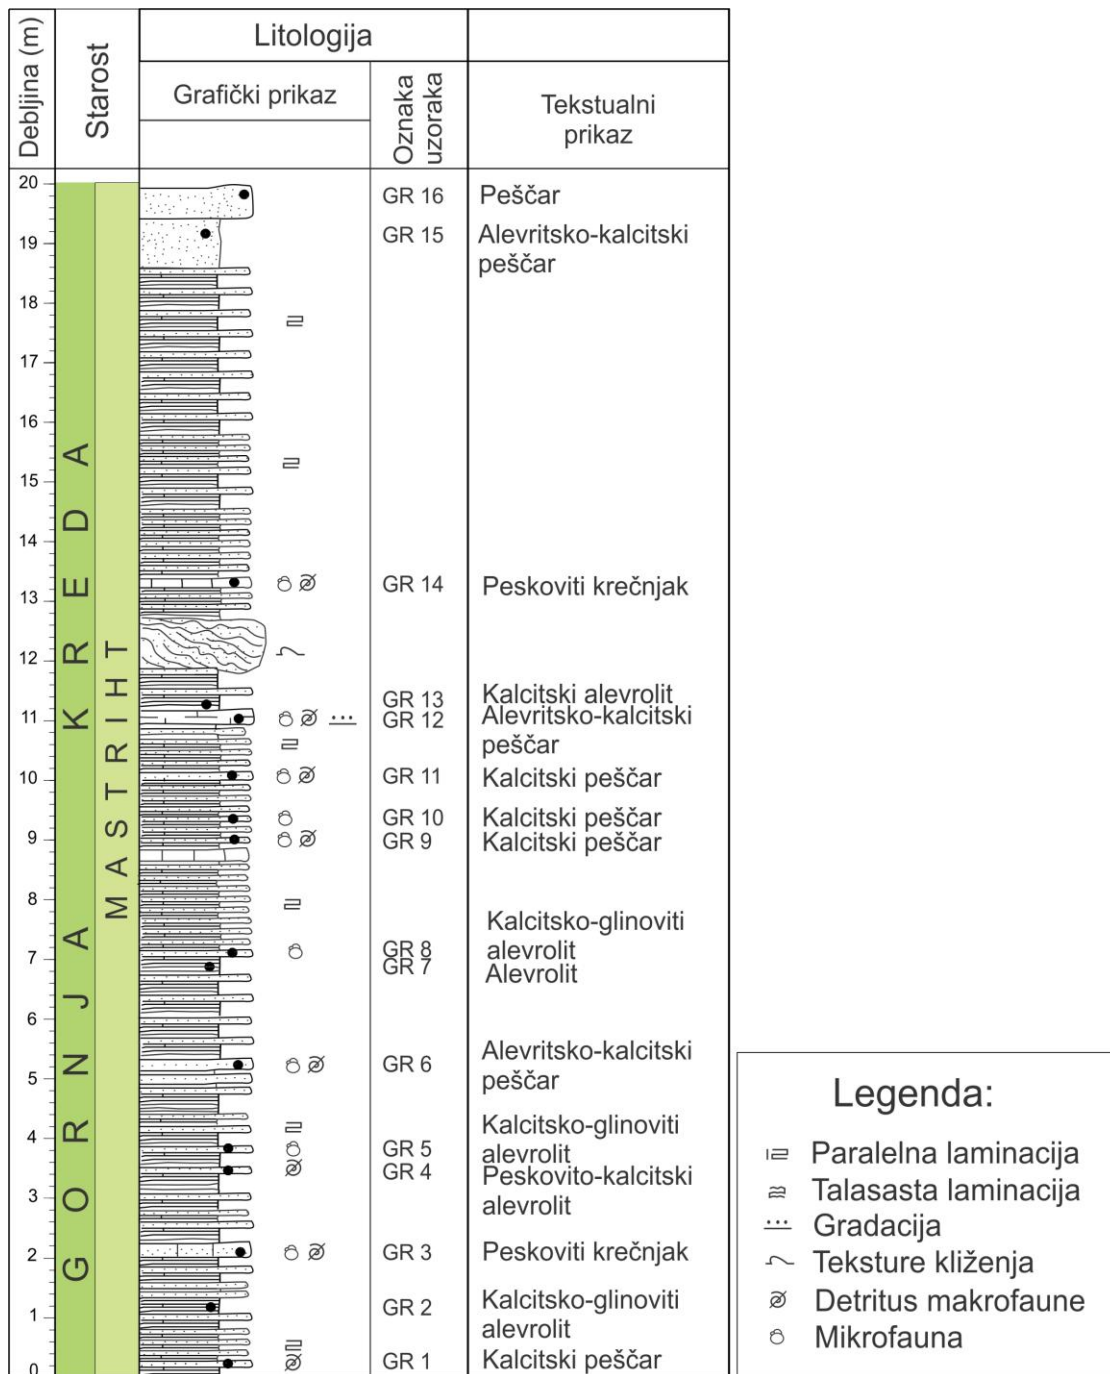 Debljina (m)
Starost
Litologija
Grafički prikaz
Oznaka
uzoraka
Tekstualni
prikaz
20
19
18
17
16
15
14
13
12
11
10
9
8
7
6
5
4
3
2
1
0
GORNJA KREDA
MASTRIHT
GR 16
Peščar
GR 15
Alevritsko-kalcitski
peščar
GR 14
Peskoviti krečnjak
GR 13
Kalcitski alevrolit
GR 12
Alevritsko-kalcitski
peščar
GR 11
Kalcitski peščar
GR 10
Kalcitski peščar
GR 9
Kalcitski peščar
Kalcitsko-glinoviti
GR 8
alevrolit
GR 7
Alevrolit
Alevritsko-kalcitski
GR 6
peščar
Kalcitsko-glinoviti
GR 5
alevrolit
GR 4
Peskovito-kalcitski
alevrolit
GR 3
Peskoviti krečnjak
GR 2
Kalcitsko-glinoviti
alevrolit
GR 1
Kalcitski peščar
Legenda:
Paralelna laminacija
Talasasta laminacija
Gradacija
Teksture kliženja
Detritus makrofaune
Mikrofauna